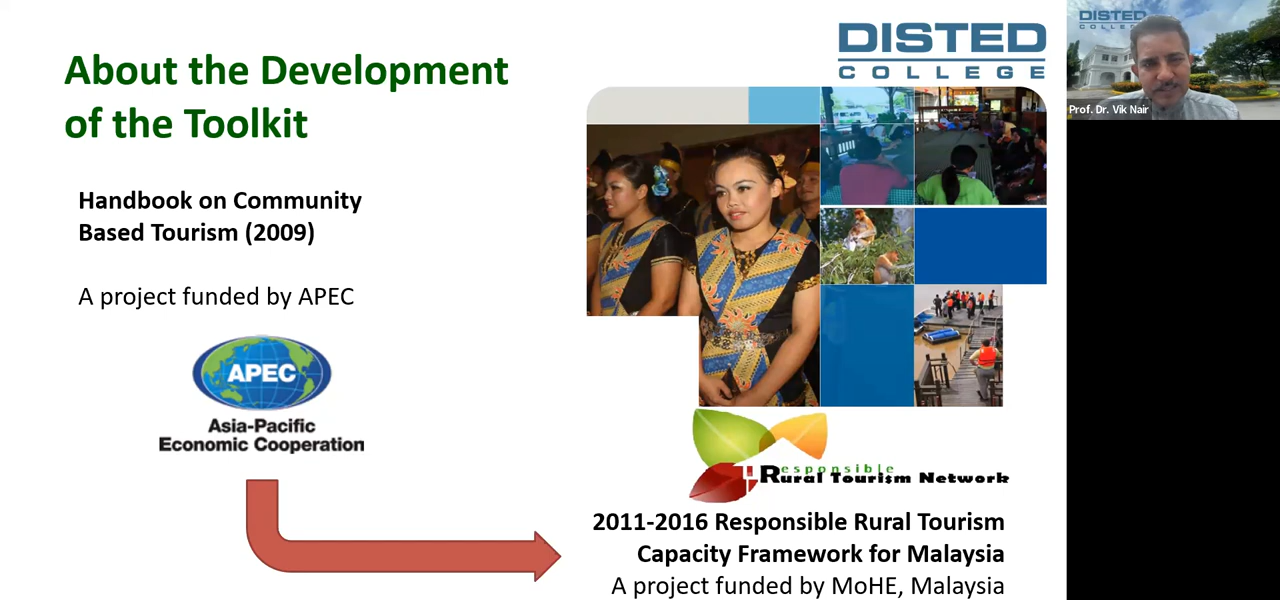 About the Development
of the Toolkit
Handbook on Community
Based Tourism (2009)
A project funded by APEC
APEC
Asia-Pacific
Economic Cooperation
DISTED
COLLEGE
Responsible
Rural Tourism Network
2011-2016 Responsible Rural Tourism
Capacity Framework for Malaysia
A project funded by MoHE, Malaysia
DISTED
COLLEGE
Prof. Dr. Vik Nair